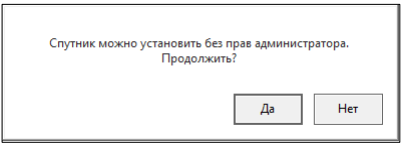 Спутник можно установить без прав администратора.
Продолжить?
Да
Нет